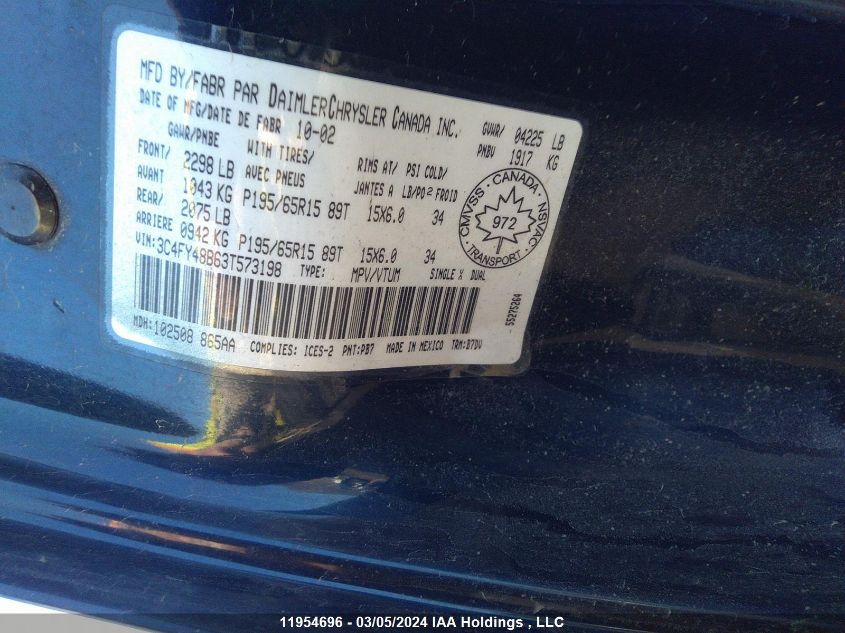 MFD BY/FABR PAR DAIMLERCHRYSLER CANADA INC.
DATE OF MFG/DATE DE FABR 10-02
GVWR/PNBV 04225 LB 1917 KG
GAWR/PNBE WITH TIRES/ AVEC PNEUS RIMS AT/ JANTES A PSI COLD/ LB/PO² FROID
FRONT/ AVANT 2298 LB 1043 KG P195/65R15 89T 15X6.0 34
REAR/ ARRIERE 2075 LB 0942 KG P195/65R15 89T 15X6.0 34
VIN:3C4FY48B63T573198 TYPE: MPV/VTUM SINGLE X DUAL
CMVSS · CANADA · NSVAC
972
TRANSPORT
55275264
MDH:102508 865AA COMPLIES: ICES-2 PNT:PB7 MADE IN MEXICO TRM:B7DV
11954696 - 03/05/2024 IAA Holdings , LLC